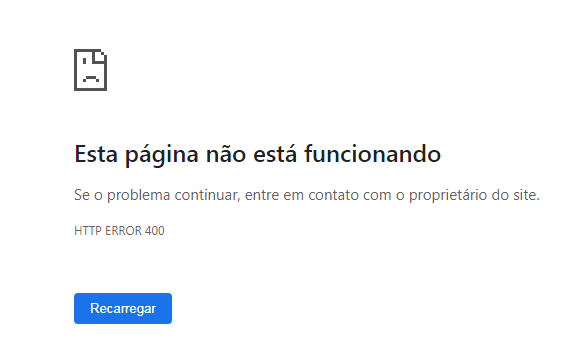 Esta página não está funcionando
Se o problema continuar, entre em contato com o proprietário do site.
HTTP ERROR 400
Recarregar